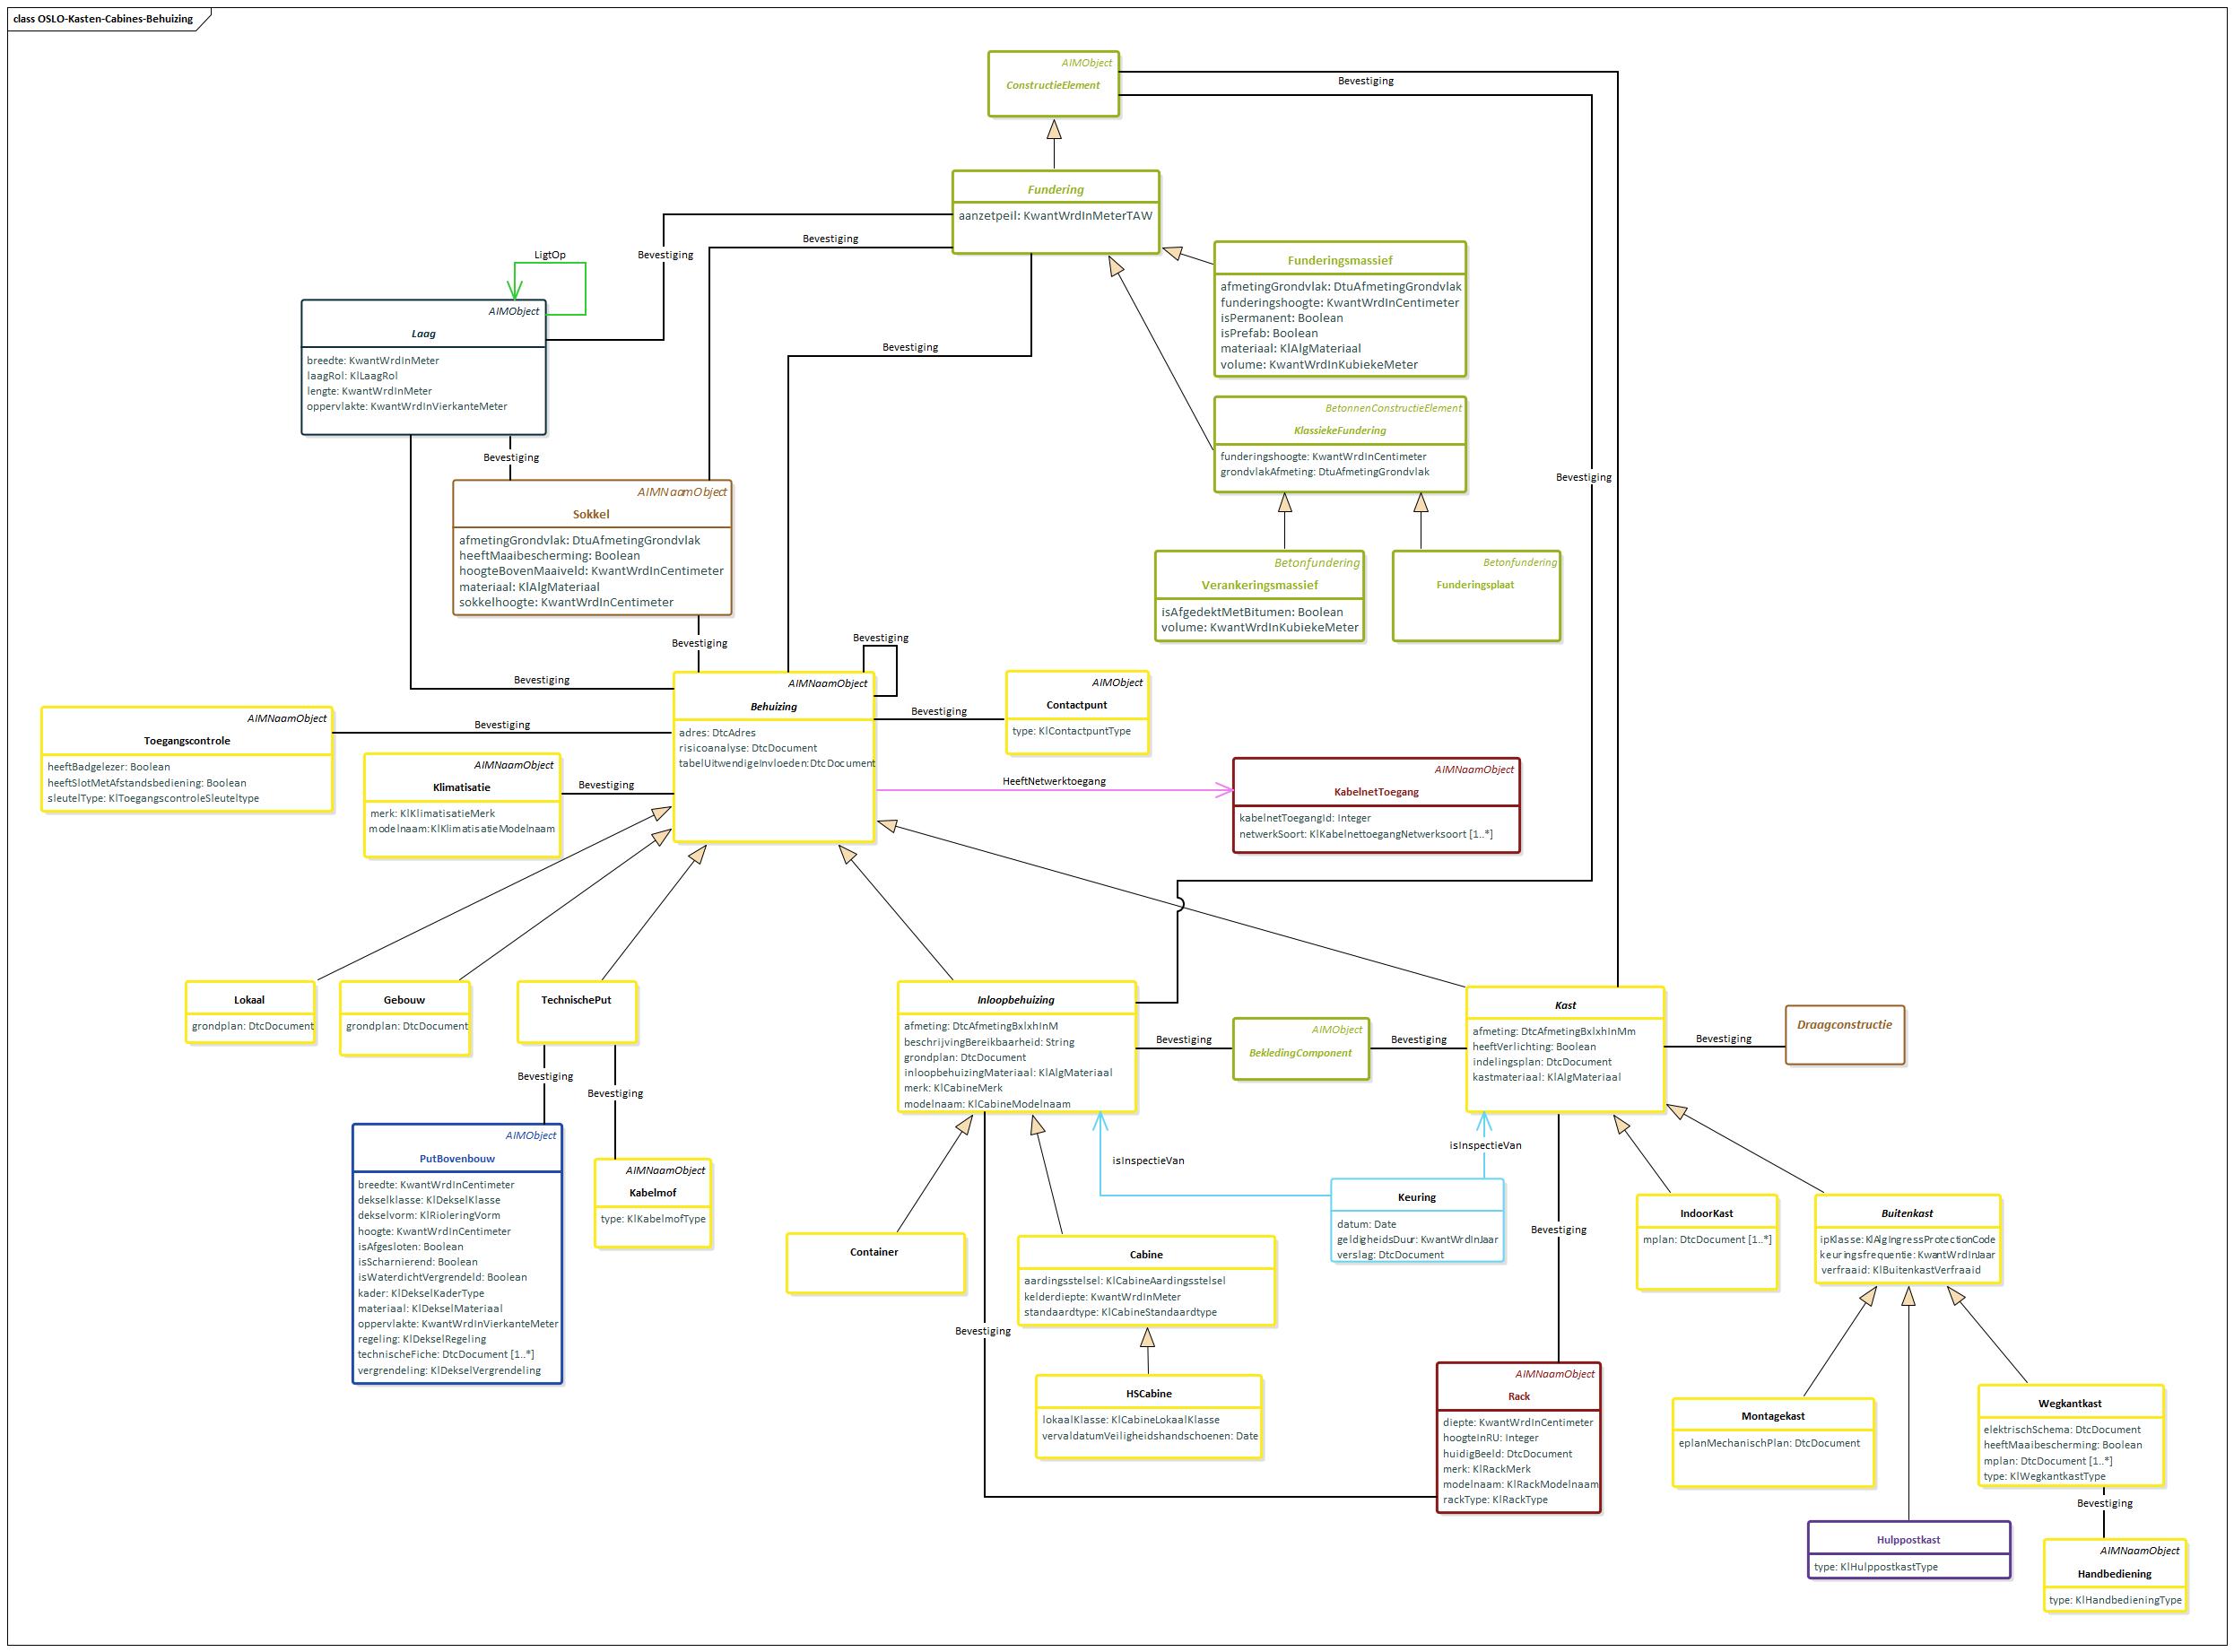 class OSLO-Kasten-Cabines-Behuizing
AIMObject
ConstructieElement
Bevestiging
Fundering
aanzetpeil: KwantWrdInMeterTAW
Bevestiging
Bevestiging
LigtOp
Funderingsmassief
afmetingGrondvlak: DtuAfmetingGrondvlak
funderingshoogte: KwantWrdInCentimeter
isPermanent: Boolean
isPrefab: Boolean
materiaal: KlAlgMateriaal
volume: KwantWrdInKubiekeMeter
AIMObject
Laag
breedte: KwantWrdInMeter
laagRol: KlLaagRol
lengte: KwantWrdInMeter
oppervlakte: KwantWrdInVierkanteMeter
Bevestiging
BetonnenConstructieElement
KlassiekeFundering
funderingshoogte: KwantWrdInCentimeter
grondvlakAfmeting: DtuAfmetingGrondvlak
Bevestiging
Bevestiging
AIMNaamObject
Sokkel
afmetingGrondvlak: DtuAfmetingGrondvlak
heeftMaaibescherming: Boolean
hoogteBovenMaaiveld: KwantWrdInCentimeter
materiaal: KlAlgMateriaal
sokkelhoogte: KwantWrdInCentimeter
Betonfundering
Verankeringsmassief
isAfgedektMetBitumen: Boolean
volume: KwantWrdInKubiekeMeter
Betonfundering
Funderingsplaat
Bevestiging
Bevestiging
Bevestiging
AIMNaamObject
Behuizing
adres: DtcAdres
risicoanalyse: DtcDocument
tabelUitwendigeInvloeden:DtcDocument
Bevestiging
AIMObject
Contactpunt
type: KlContactpuntType
AIMNaamObject
Toegangscontrole
heeftBadgelezer: Boolean
heeftSlotMetAfstandsbediening: Boolean
sleutelType: KlToegangscontroleSleuteltype
Bevestiging
AIMNaamObject
Klimatisatie
merk: KlKlimatisatieMerk
modelnaam:KlKlimatisatieModelnaam
Bevestiging
HeeftNetwerktoegang
AIMNaamObject
KabelnetToegang
kabelnetToegangId: Integer
netwerkSoort: KlKabelnettoegangNetwerksoort [1..*]
Lokaal
grondplan: DtcDocument
Gebouw
grondplan: DtcDocument
TechnischePut
Inloopbehuizing
afmeting: DtcAfmetingBxlxhInM
beschrijvingBereikbaarheid: String
grondplan: DtcDocument
inloopbehuizingMateriaal: KlAlgMateriaal
merk: KlCabineMerk
modelnaam: KlCabineModelnaam
Bevestiging
AIMObject
BekledingComponent
Bevestiging
Kast
afmeting: DtcAfmetingBxlxhInMm
heeftVerlichting: Boolean
indelingsplan: DtcDocument
kastmateriaal: KlAlgMateriaal
Bevestiging
Draagconstructie
Bevestiging
Bevestiging
AIMObject
PutBovenbouw
breedte: KwantWrdInCentimeter
dekselklasse: KlDekselKlasse
dekselvorm: KlRioleringVorm
hoogte: KwantWrdInCentimeter
isAfgesloten: Boolean
isScharnierend: Boolean
isWaterdichtVergrendeld: Boolean
kader: KlDekselKaderType
materiaal: KlDekselMateriaal
oppervlakte: KwantWrdInVierkanteMeter
regeling: KlDekselRegeling
technischeFiche: DtcDocument [1..*]
vergrendeling: KlDekselVergrendeling
AIMNaamObject
Kabelmof
type: KlKabelmofType
isInspectieVan
isInspectieVan
Keuring
datum: Date
geldigheidsDuur: KwantWrdInJaar
verslag: DtcDocument
Container
Cabine
aardingsstelsel: KlCabineAardingsstelsel
kelderdiepte: KwantWrdInMeter
standaardtype: KlCabineStandaardtype
Bevestiging
Bevestiging
IndoorKast
mplan: DtcDocument [1..*]
Buitenkast
ipKlasse: KlAlgIngressProtectionCode
keuringsfrequentie: KwantWrdInJaar
verfraaid: KlBuitenkastVerfraaid
HSCabine
lokaalKlasse: KlCabineLokaalKlasse
vervaldatumVeiligheidshandschoenen: Date
AIMNaamObject
Rack
diepte: KwantWrdInCentimeter
hoogteInRU: Integer
huidigBeeld: DtcDocument
merk: KlRackMerk
modelnaam: KlRackModelnaam
rackType: KlRackType
Montagekast
eplanMechanischPlan: DtcDocument
Wegkantkast
elektrischSchema: DtcDocument
heeftMaaibescherming: Boolean
mplan: DtcDocument [1..*]
type: KlWegkantkastType
Bevestiging
Hulppostkast
type: KlHulppostkastType
AIMNaamObject
Handbediening
type: KlHandbedieningType